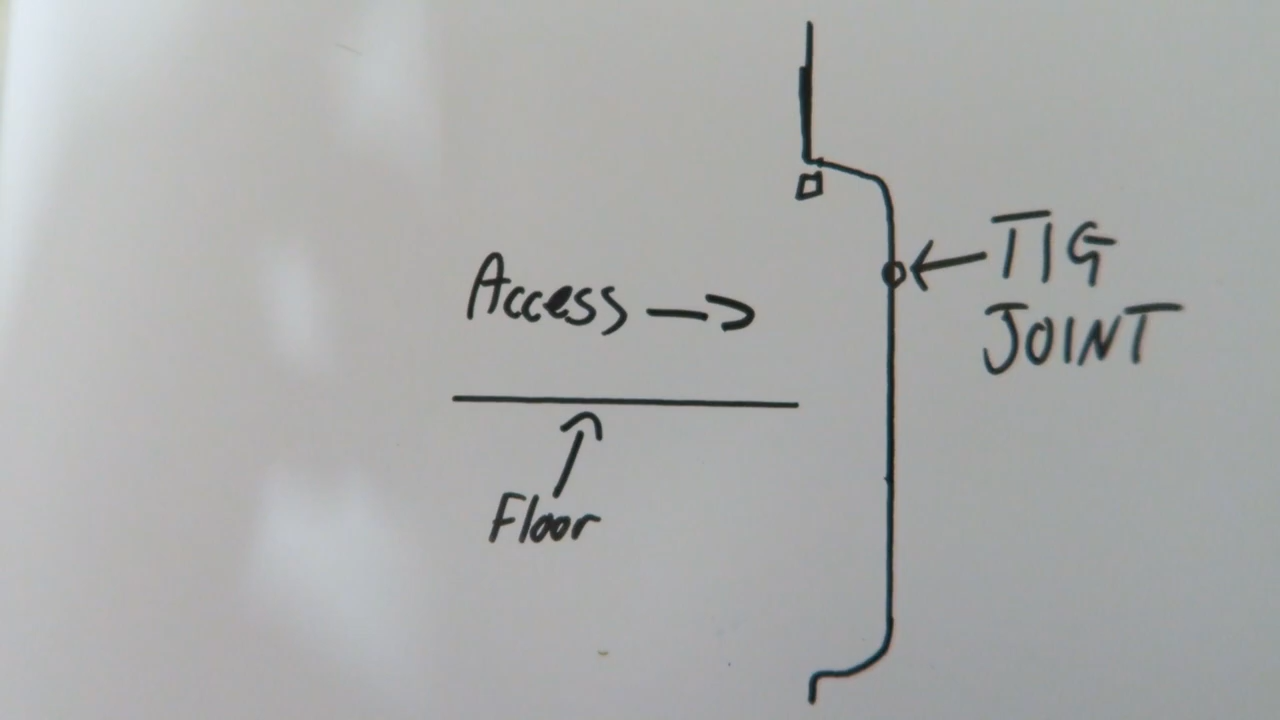 TIG
JOINT
Access →
Floor